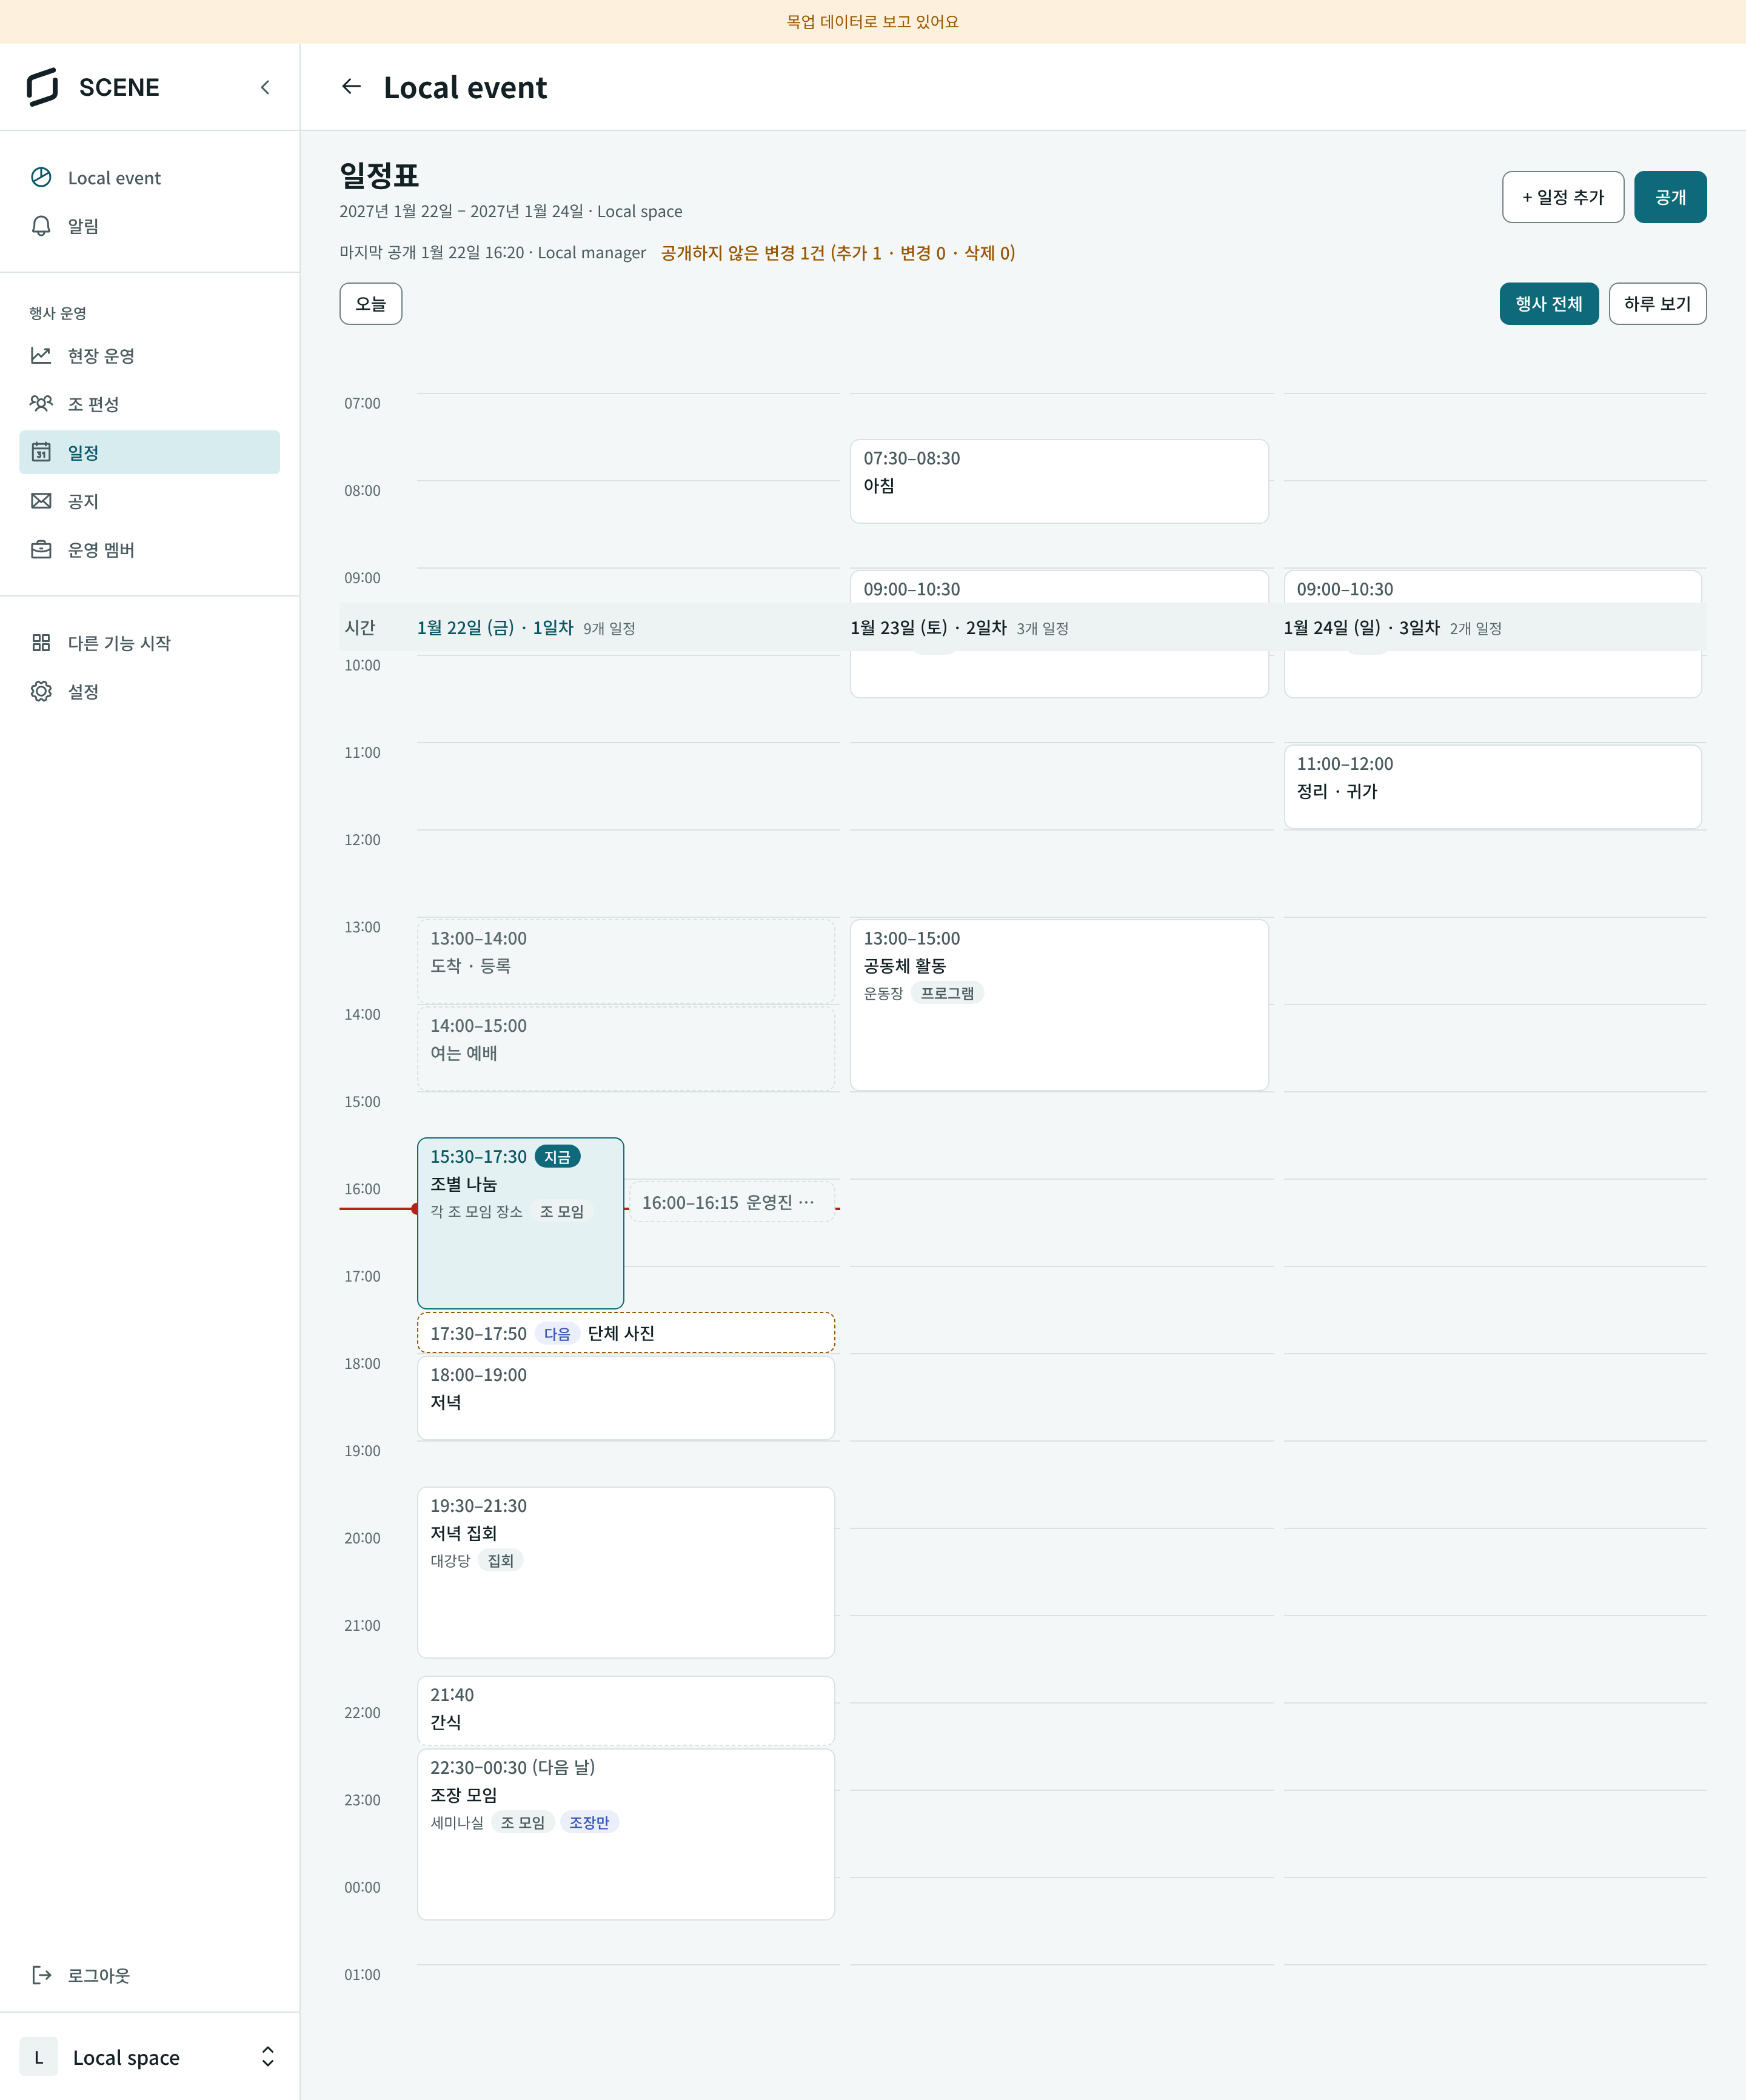 목업 데이터로 보고 있어요
SCENE
Local event
알림
행사 운영
현장 운영
조 편성
31
일정
공지
운영 멤버
다른 기능 시작
설정
로그아웃
L
Local space
Local event
일정표
2027년 1월 22일 – 2027년 1월 24일 · Local space
+ 일정 추가
공개
마지막 공개 1월 22일 16:20 · Local manager 공개하지 않은 변경 1건 (추가 1 · 변경 0 · 삭제 0)
오늘
행사 전체
하루 보기
07:00
07:30–08:30
아침
08:00
09:00
09:00–10:30
09:00–10:30
시간
1월 22일 (금) · 1일차 9개 일정
1월 23일 (토) · 2일차 3개 일정
1월 24일 (일) · 3일차 2개 일정
10:00
11:00
11:00–12:00
정리 · 귀가
12:00
13:00
13:00–14:00
도착 · 등록
13:00–15:00
공동체 활동
운동장 프로그램
14:00
14:00–15:00
여는 예배
15:00
15:30–17:30 지금
조별 나눔
각 조 모임 장소 조 모임
16:00
16:00–16:15 운영진 ···
17:00
17:30–17:50 다음 단체 사진
18:00
18:00–19:00
저녁
19:00
19:30–21:30
저녁 집회
대강당 집회
20:00
21:00
21:40
간식
22:00
22:30–00:30 (다음 날)
조장 모임
세미나실 조 모임 조장만
23:00
00:00
01:00